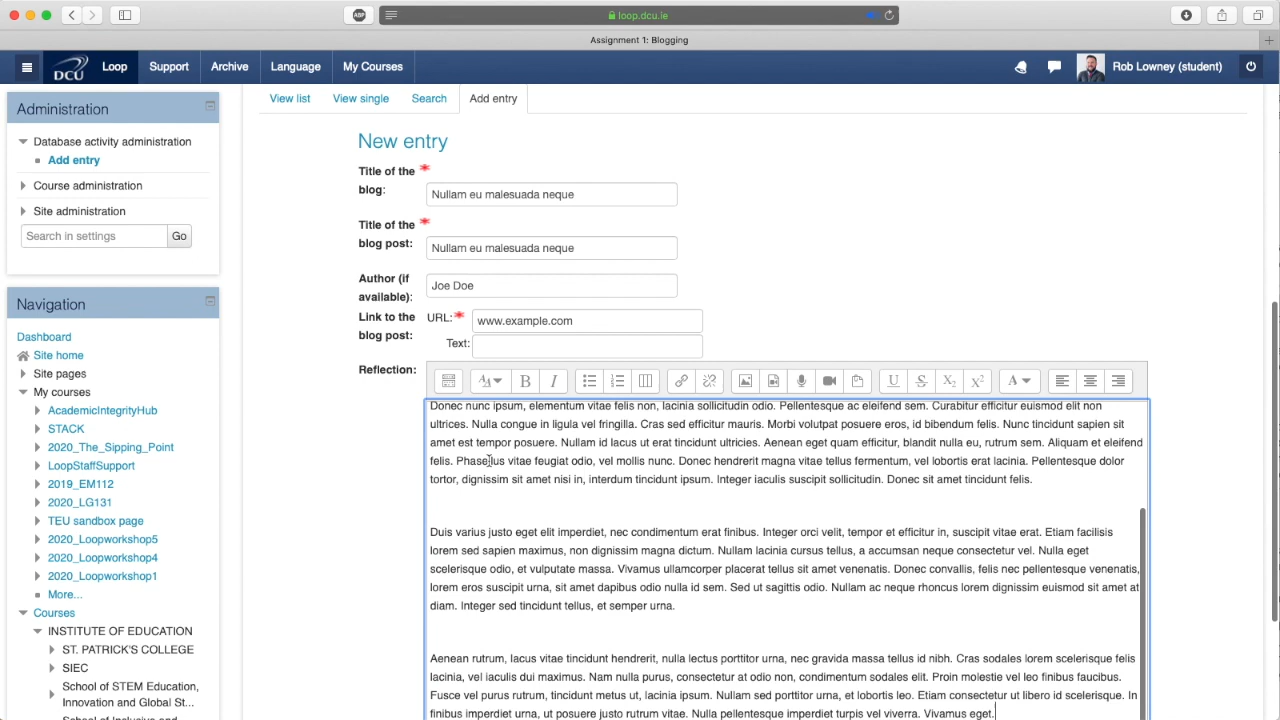 ABP
loop.dcu.ie
Assignment 1: Blogging
DCU Loop Support Archive Language My Courses Rob Lowney (student)
Administration
Database activity administration
Add entry
Course administration
Site administration
Search in settings Go
Navigation
Dashboard
Site home
Site pages
My courses
AcademicIntegrityHub
STACK
2020_The_Sipping_Point
LoopStaffSupport
2019_EM112
2020_LG131
TEU sandbox page
2020_Loopworkshop5
2020_Loopworkshop4
2020_Loopworkshop1
More...
Courses
INSTITUTE OF EDUCATION
ST. PATRICK'S COLLEGE
SIEC
School of STEM Education,
Innovation and Global St...
School of Inclusive and
View list View single Search Add entry
New entry
Title of the
blog:
Nullam eu malesuada neque
Title of the
blog post:
Nullam eu malesuada neque
Author (if
available):
Joe Doe
Link to the
blog post:
URL: www.example.com
Text:
Reflection:
Donec nunc ipsum, elementum vitae felis non, lacinia sollicitudin odio. Pellentesque ac eleifend sem. Curabitur efficitur euismod elit non
ultrices. Nulla congue in ligula vel fringilla. Cras sed efficitur mauris. Morbi volutpat posuere eros, id bibendum felis. Nunc tincidunt sapien sit
amet est tempor posuere. Nullam id lacus ut erat tincidunt ultricies. Aenean eget quam efficitur, blandit nulla eu, rutrum sem. Aliquam et eleifend
felis. Phasellus vitae feugiat odio, vel mollis nunc. Donec hendrerit magna vitae tellus fermentum, vel lobortis erat lacinia. Pellentesque dolor
tortor, dignissim sit amet nisi in, interdum tincidunt ipsum. Integer iaculis suscipit sollicitudin. Donec sit amet tincidunt felis.
Duis varius justo eget elit imperdiet, nec condimentum erat finibus. Integer orci velit, tempor et efficitur in, suscipit vitae erat. Etiam facilisis
lorem sed sapien maximus, non dignissim magna dictum. Nullam lacinia cursus tellus, a accumsan neque consectetur vel. Nulla eget
scelerisque odio, et vulputate massa. Vivamus ullamcorper placerat tellus sit amet venenatis. Donec convallis, felis nec pellentesque venenatis,
lorem eros suscipit urna, sit amet dapibus odio nulla id sem. Sed ut sagittis odio. Nullam ac neque rhoncus lorem dignissim euismod sit amet at
diam. Integer sed tincidunt tellus, et semper urna.
Aenean rutrum, lacus vitae tincidunt hendrerit, nulla lectus porttitor urna, nec gravida massa tellus id nibh. Cras sodales lorem scelerisque felis
lacinia, vel iaculis dui maximus. Nam nulla purus, consectetur at odio non, condimentum sodales elit. Proin molestie vel leo finibus faucibus.
Fusce vel purus rutrum, tincidunt metus ut, lacinia ipsum. Nullam sed porttitor urna, et lobortis leo. Etiam consectetur ut libero id scelerisque. In
finibus imperdiet urna, ut posuere justo rutrum vitae. Nulla pellentesque imperdiet turpis vel viverra. Vivamus eget.